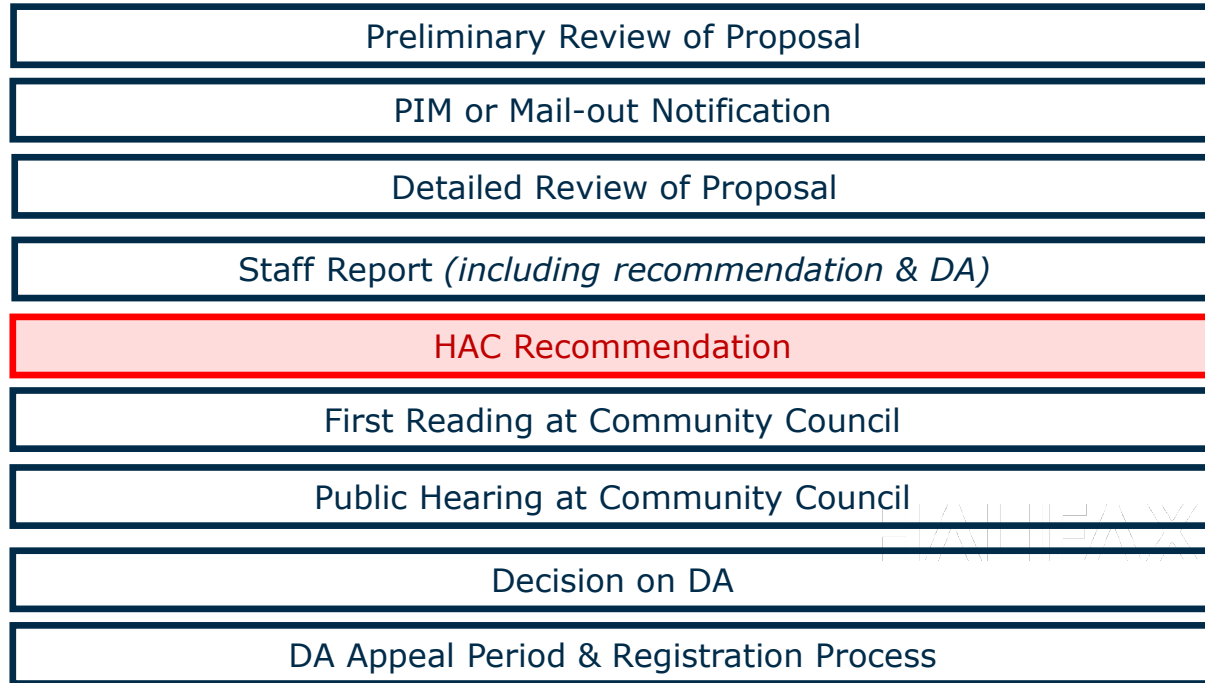 Preliminary Review of Proposal
PIM or Mail-out Notification
Detailed Review of Proposal
Staff Report (including recommendation & DA)
HAC Recommendation
First Reading at Community Council
Public Hearing at Community Council
HALIFAX
Decision on DA
DA Appeal Period & Registration Process